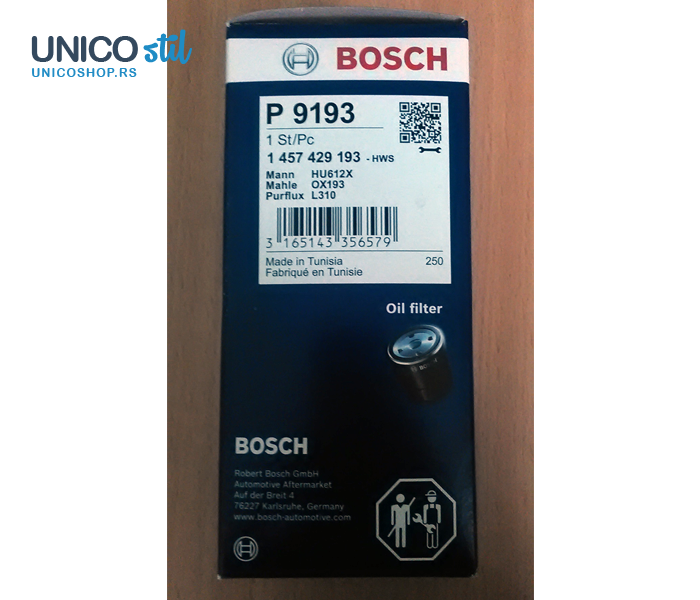 UNICO stil
UNICOSHOP.RS
BOSCH
P 9193
1 St/Pc
1 457 429 193 - HWS
Mann HU612X
Mahle OX193
Purflux L310
3 165143 356579
Made in Tunisia 250
Fabriqué en Tunisie
Oil filter
BOSCH
Robert Bosch GmbH
Automotive Aftermarket
Auf der Breit 4
76227 Karlsruhe, Germany
www.bosch-automotive.com